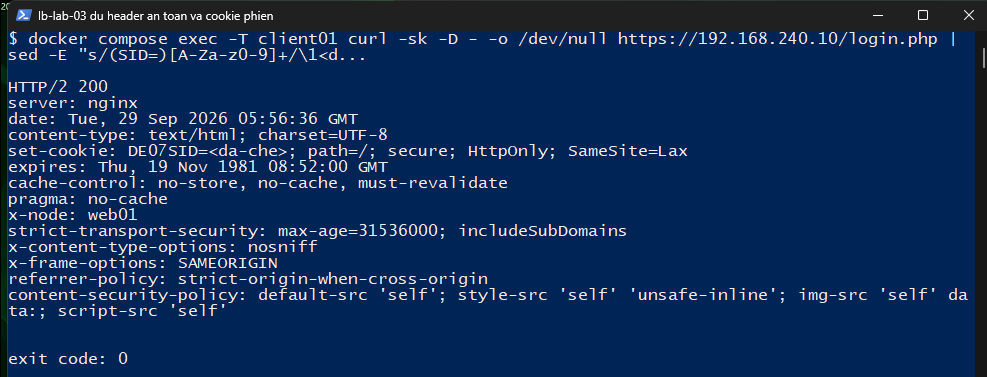 lb-lab-03 du header an toan va cookie phien
$ docker compose exec -T client01 curl -sk -D - -o /dev/null https://192.168.240.10/login.php |
sed -E "s/(SID=)[A-Za-z0-9]+/\1<d...
HTTP/2 200
server: nginx
date: Tue, 29 Sep 2026 05:56:36 GMT
content-type: text/html; charset=UTF-8
set-cookie: DE07SID=<da-che>; path=/; secure; HttpOnly; SameSite=Lax
expires: Thu, 19 Nov 1981 08:52:00 GMT
cache-control: no-store, no-cache, must-revalidate
pragma: no-cache
x-node: web01
strict-transport-security: max-age=31536000; includeSubDomains
x-content-type-options: nosniff
x-frame-options: SAMEORIGIN
referrer-policy: strict-origin-when-cross-origin
content-security-policy: default-src 'self'; style-src 'self' 'unsafe-inline'; img-src 'self' da
ta:; script-src 'self'
exit code: 0